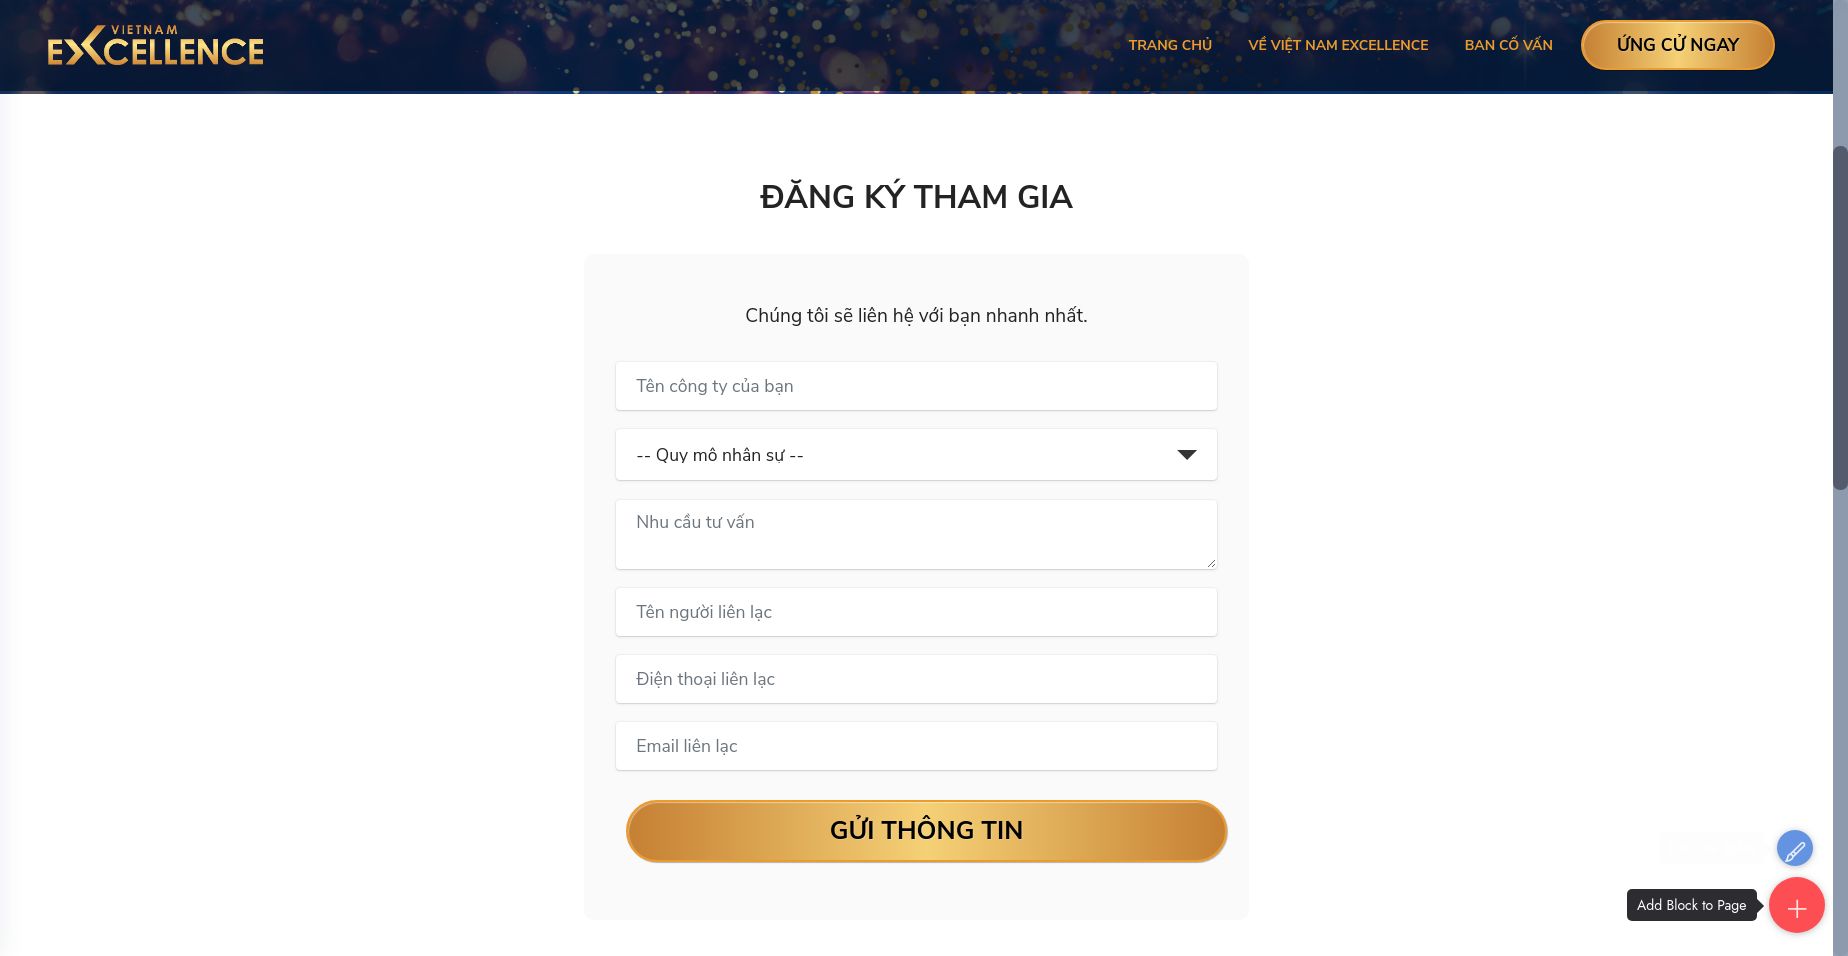 VIETNAM
EXCELLENCE
TRANG CHỦ
VỀ VIỆT NAM EXCELLENCE
BAN CỐ VẤN
ỨNG CỬ NGAY
ĐĂNG KÝ THAM GIA
Chúng tôi sẽ liên hệ với bạn nhanh nhất.
Tên công ty của bạn
-- Quy mô nhân sự --
Nhu cầu tư vấn
Tên người liên lạc
Điện thoại liên lạc
Email liên lạc
GỬI THÔNG TIN
Add Block to Page